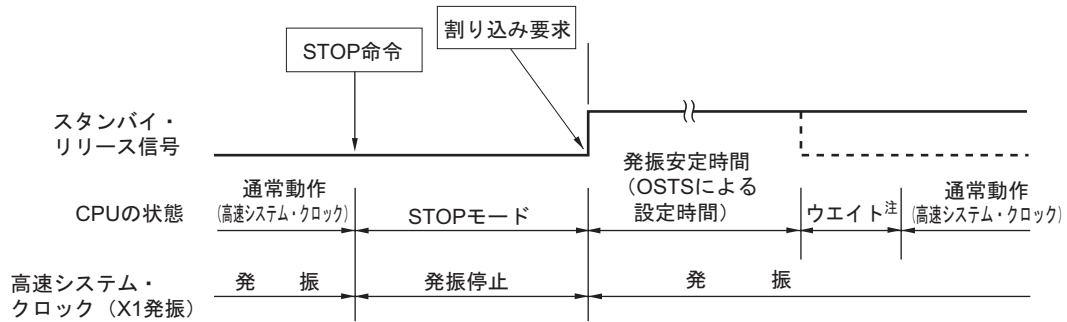 割り込み要求
STOP命令
スタンバイ・
リリース信号
発振安定時間
(OSTSによる
設定時間)
CPUの状態
通常動作
(高速システム・クロック)
STOPモード
ウエイト注
通常動作
(高速システム・クロック)
高速システム・
クロック（X1発振）
発　振
発振停止
発　振